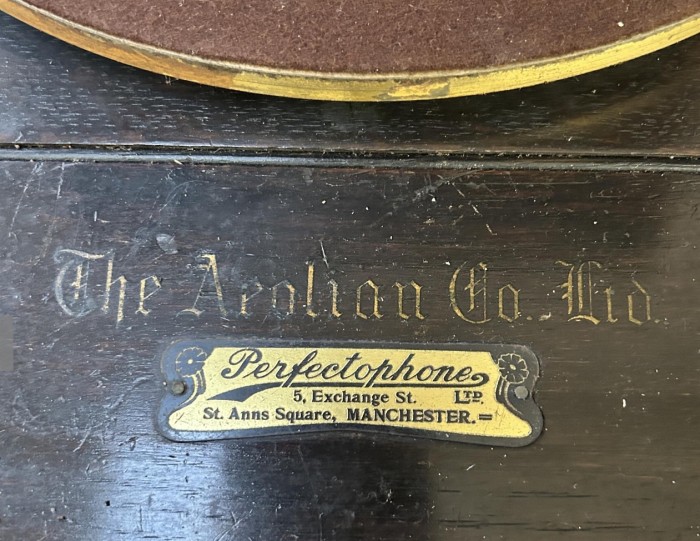 The Aeolian Co. Ltd.
Perfectophone
5, Exchange St. LTD.
St. Anns Square, MANCHESTER.=